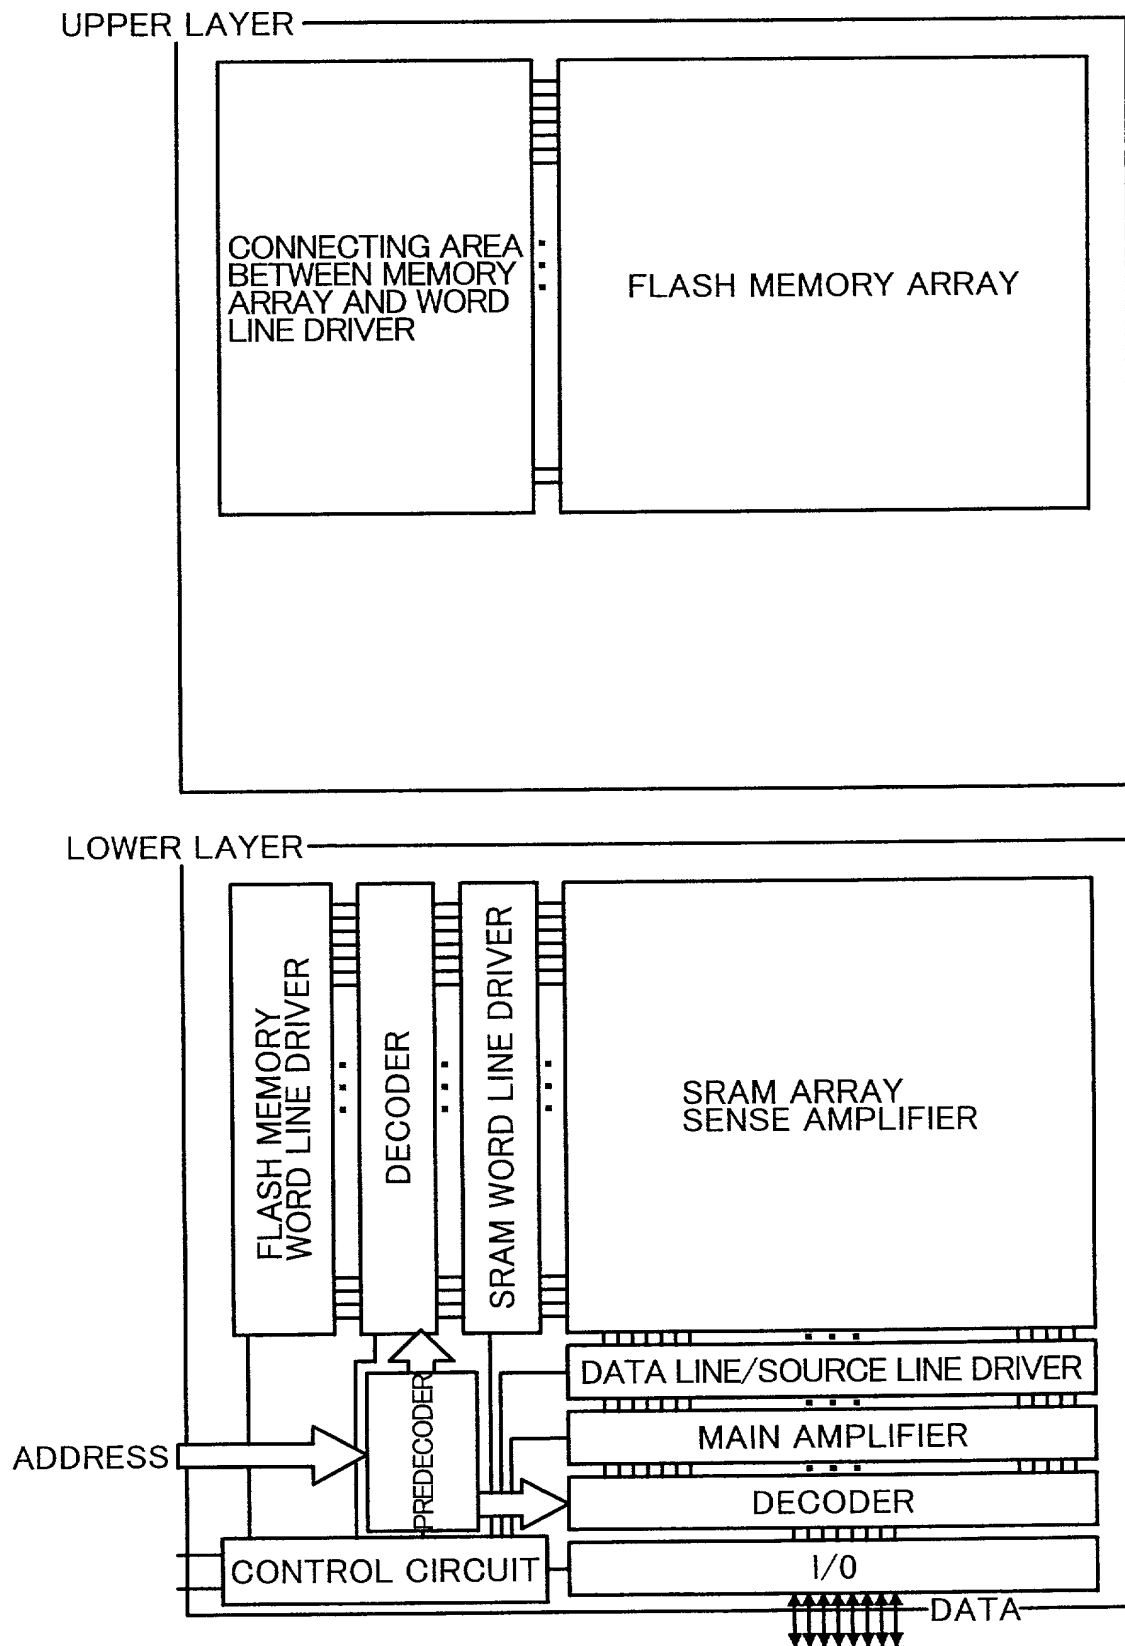 UPPER LAYER
CONNECTING AREA
BETWEEN MEMORY
ARRAY AND WORD
LINE DRIVER
FLASH MEMORY ARRAY
LOWER LAYER
FLASH MEMORY
WORD LINE DRIVER
DECODER
SRAM WORD LINE DRIVER
SRAM ARRAY
SENSE AMPLIFIER
DATA LINE/SOURCE LINE DRIVER
MAIN AMPLIFIER
ADDRESS
PREDECODER
DECODER
CONTROL CIRCUIT
I/O
DATA